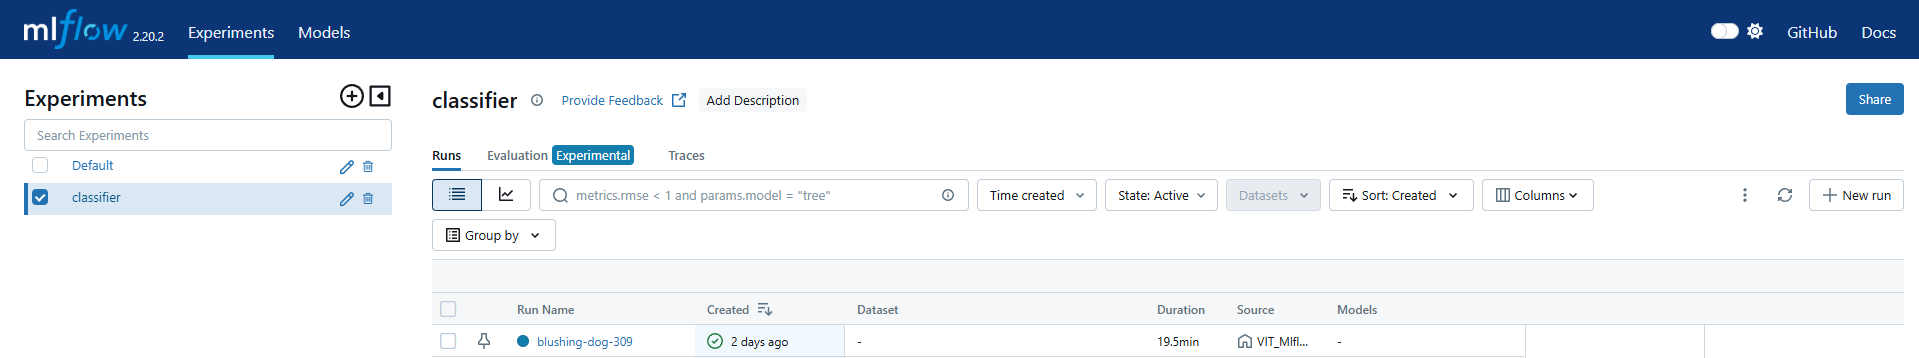 mlflow 2.20.2 Experiments Models GitHub Docs
Experiments
Search Experiments
Default
classifier
classifier Provide Feedback Add Description Share
Runs Evaluation Experimental Traces
metrics.rmse < 1 and params.model = "tree" Time created State: Active Datasets Sort: Created Columns New run
Group by
Run Name Created Dataset Duration Source Models
blushing-dog-309 2 days ago - 19.5min VIT_Mlfl... -